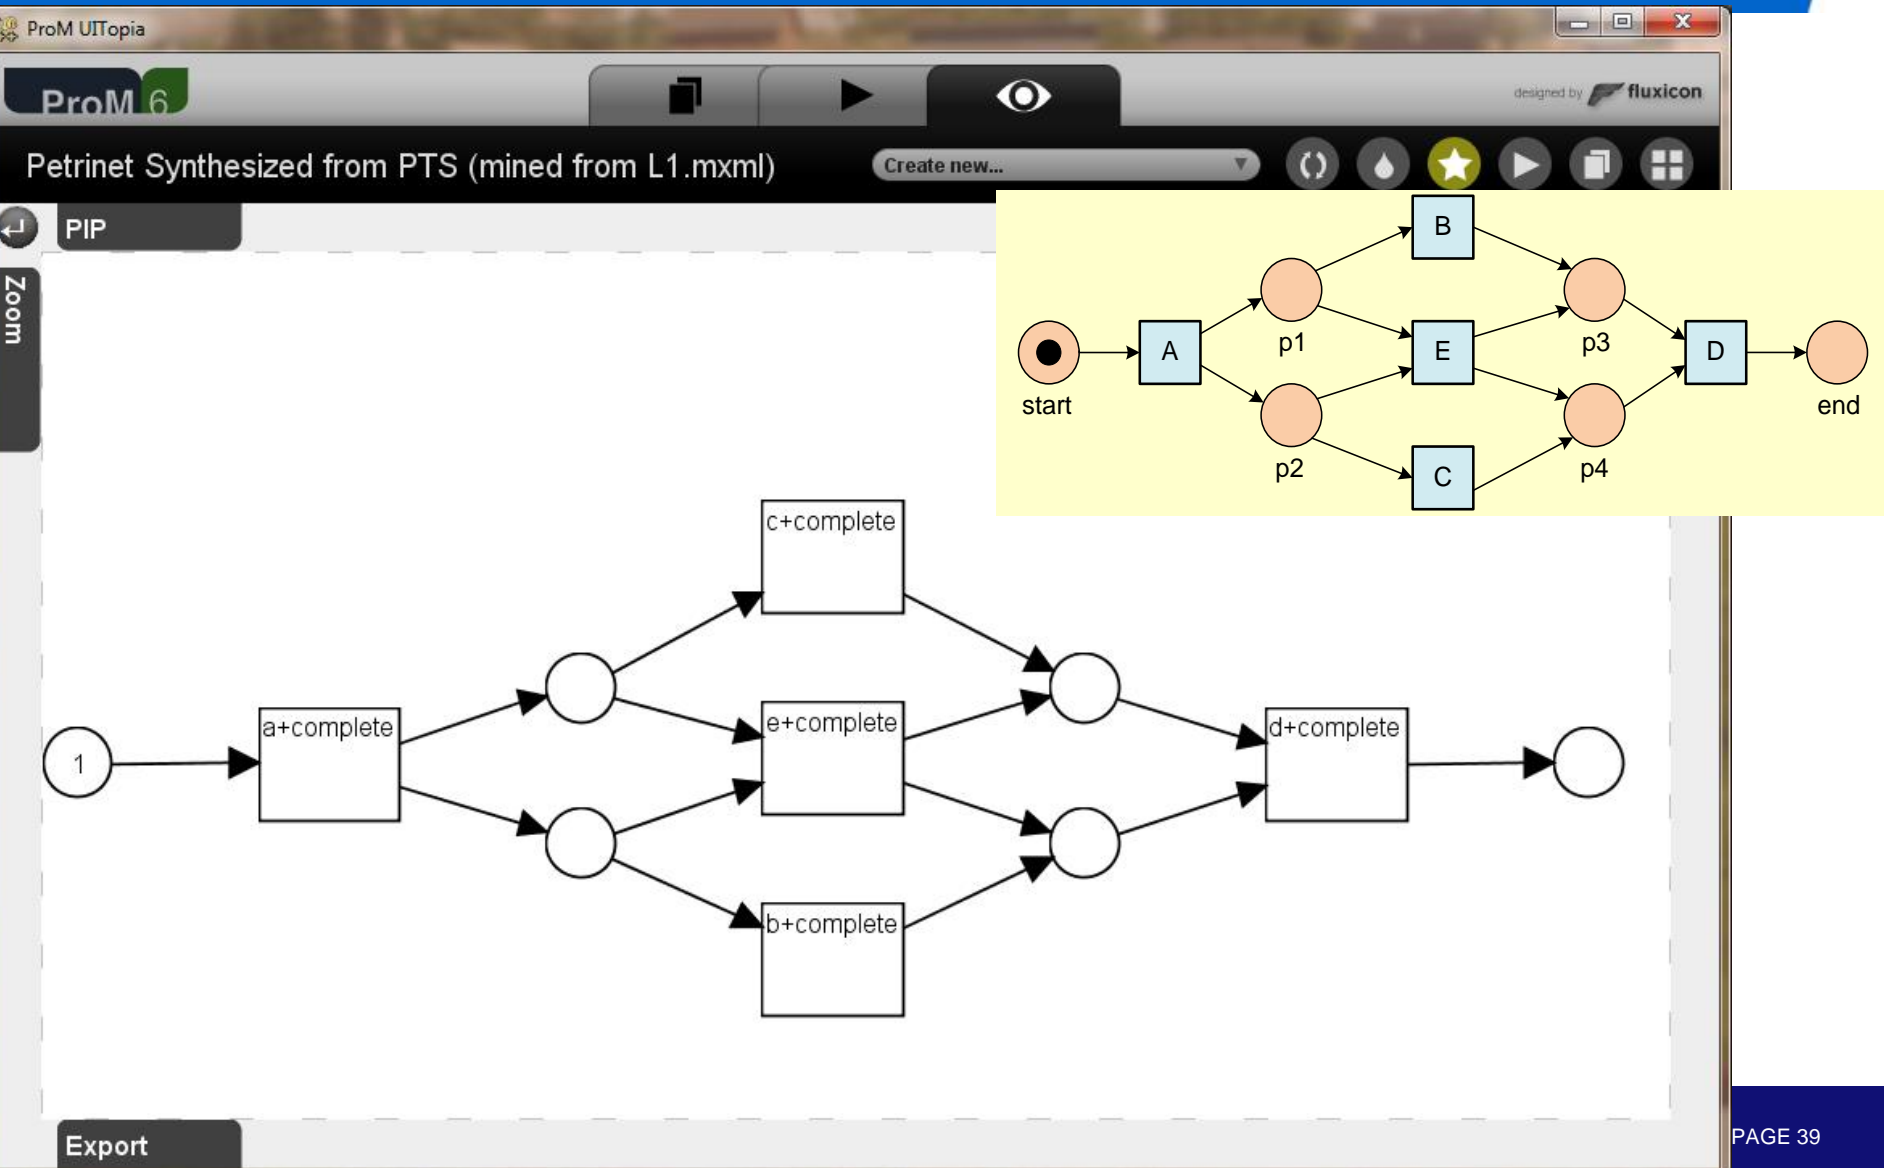 ProM UITopia
ProM 6
designed by fluxicon
Petrinet Synthesized from PTS (mined from L1.mxml)
Create new...
PIP
Zoom
B
A
p1
E
p3
D
start
end
p2
C
p4
c+complete
a+complete
e+complete
d+complete
1
b+complete
Export
PAGE 39